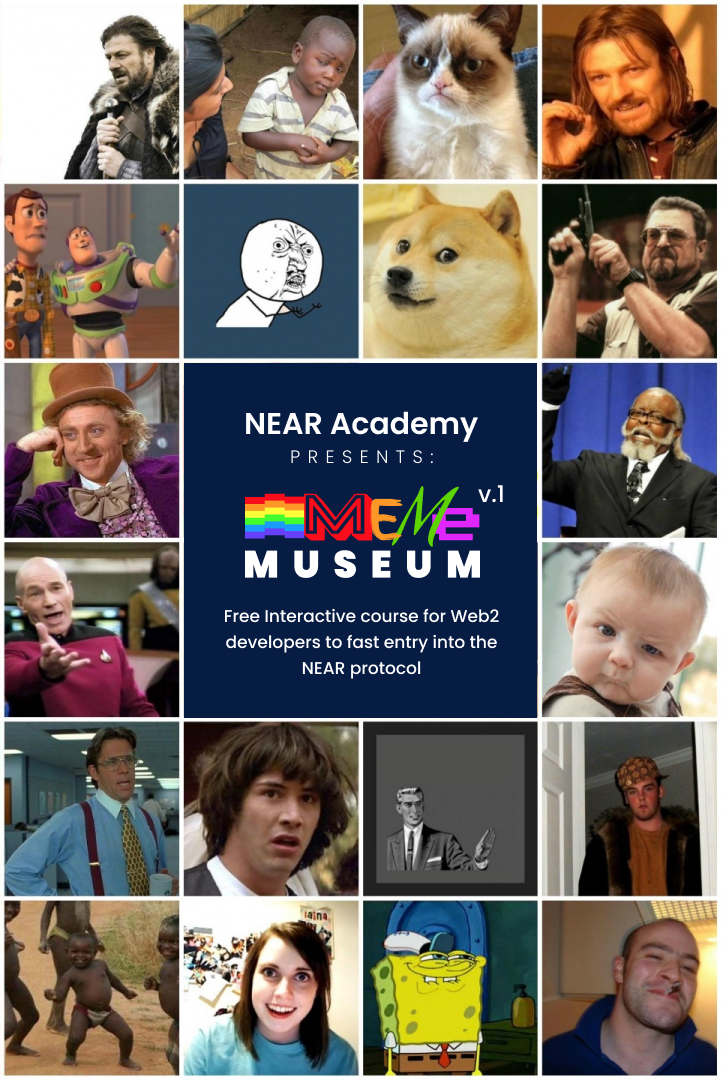 NEAR Academy
PRESENTS:
MEMe v.1
MUSEUM
Free Interactive course for Web2
developers to fast entry into the
NEAR protocol